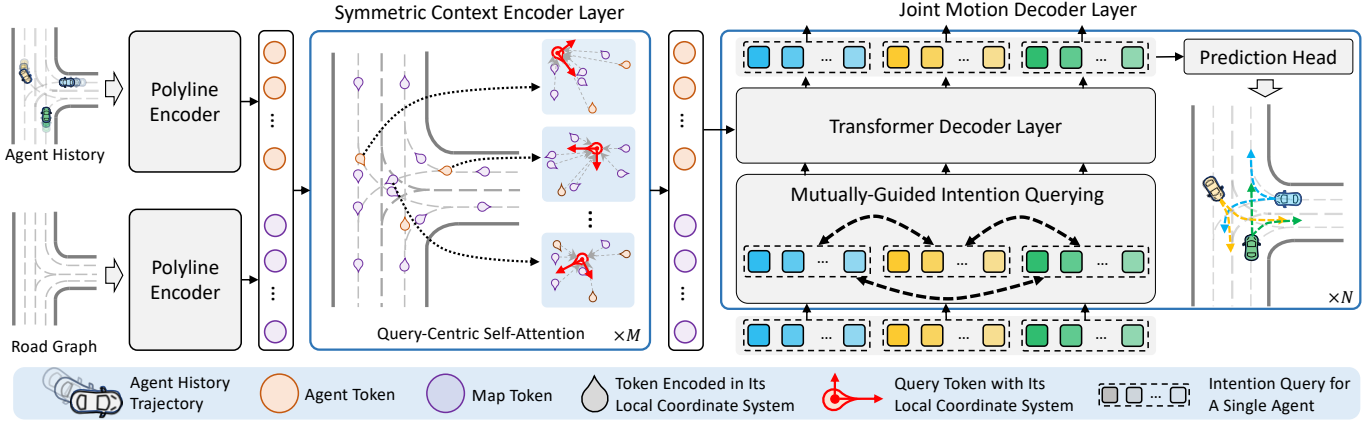 Symmetric Context Encoder Layer
Joint Motion Decoder Layer
Agent History
Polyline
Encoder
...
...
...
Road Graph
Polyline
Encoder
...
Query-Centric Self-Attention
×M
...
...
... ... ...
Prediction Head
Transformer Decoder Layer
Mutually-Guided Intention Querying
... ... ...
×N
... ... ...
Agent History
Trajectory
Agent Token
Map Token
Token Encoded in Its
Local Coordinate System
Query Token with Its
Local Coordinate System
...
Intention Query for
A Single Agent